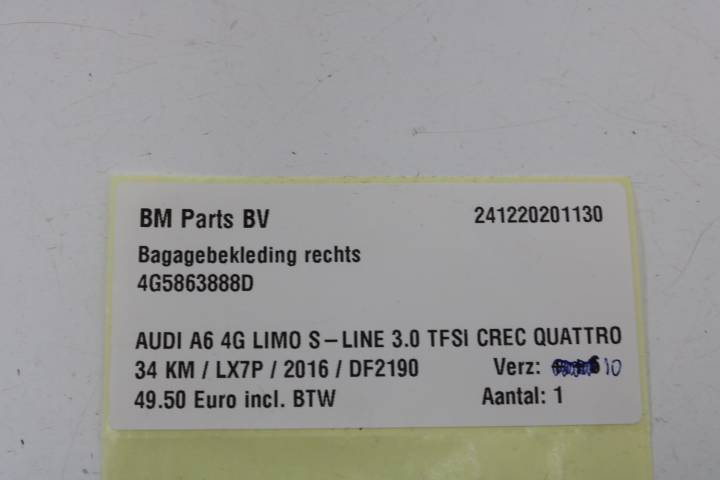 BM Parts BV 241220201130
Bagagebekleding rechts
4G5863888D
AUDI A6 4G LIMO S-LINE 3.0 TFSI CREC QUATTRO
34 KM / LX7P / 2016 / DF2190 Verz: 10
49.50 Euro incl. BTW Aantal: 1